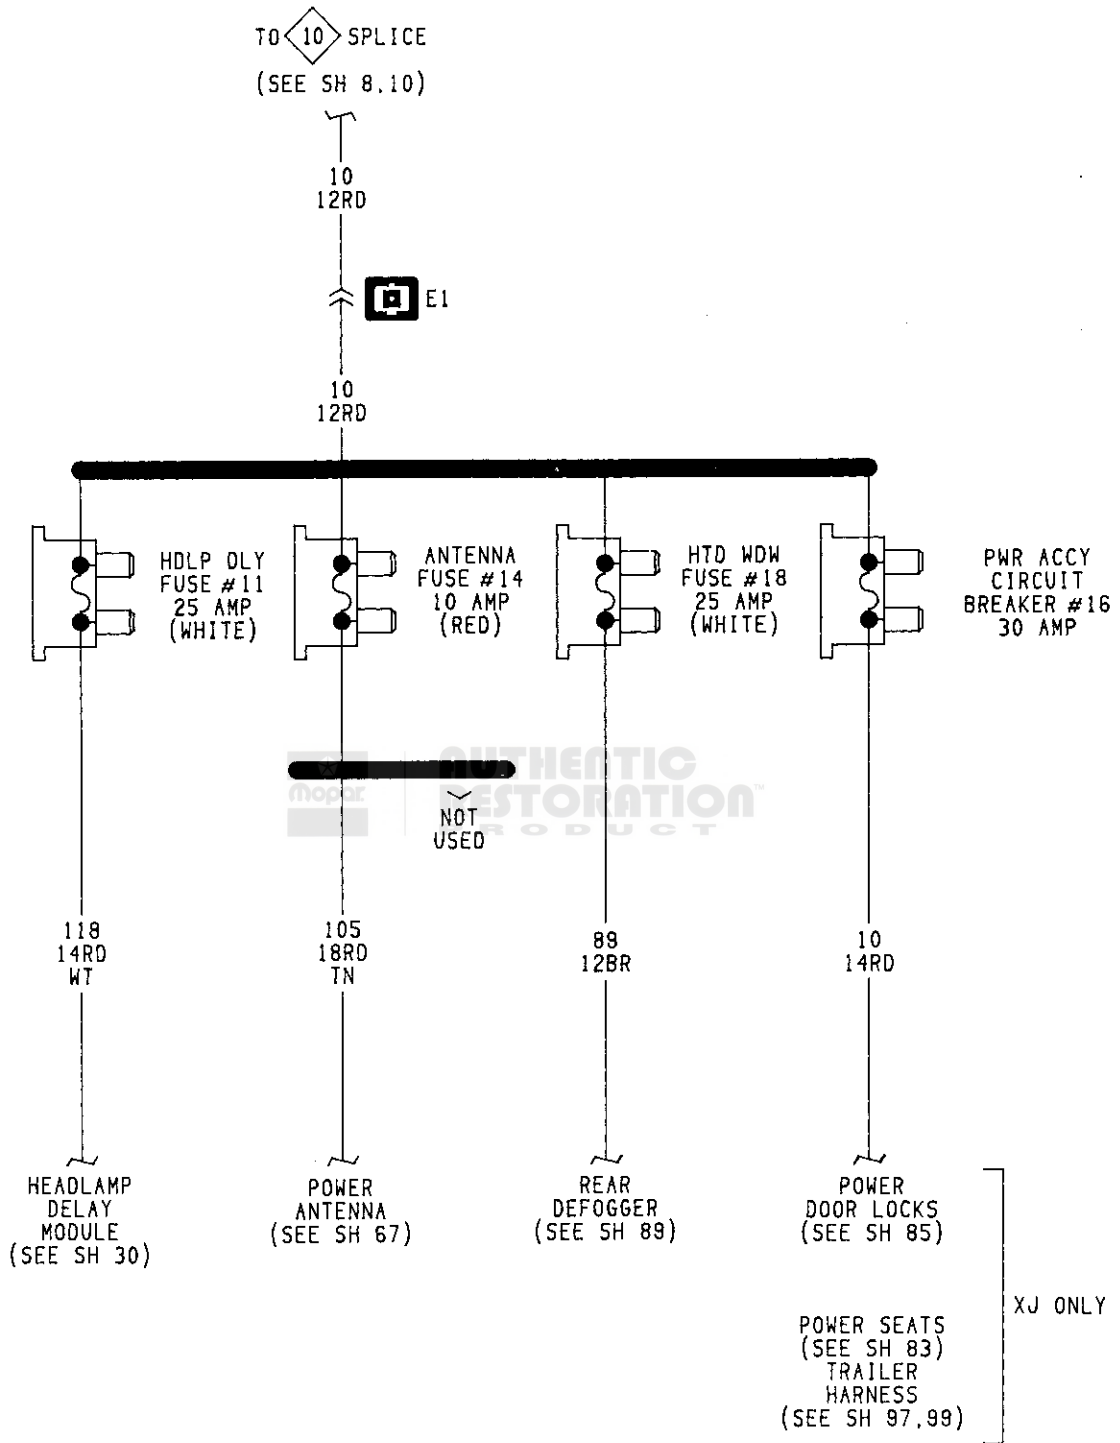 TO 10 SPLICE
(SEE SH 8,10)
10
12RD
E1
10
12RD
HDLP DLY
FUSE #11
25 AMP
(WHITE)
ANTENNA
FUSE #14
10 AMP
(RED)
HTD WDW
FUSE #18
25 AMP
(WHITE)
PWR ACCY
CIRCUIT
BREAKER #16
30 AMP
Mopar
AUTHENTIC
RESTORATION™
PRODUCT
NOT
USED
118
14RD
WT
105
18RD
TN
89
12BR
10
14RD
HEADLAMP
DELAY
MODULE
(SEE SH 30)
POWER
ANTENNA
(SEE SH 67)
REAR
DEFOGGER
(SEE SH 89)
POWER
DOOR LOCKS
(SEE SH 85)
XJ ONLY
POWER SEATS
(SEE SH 83)
TRAILER
HARNESS
(SEE SH 97,99)